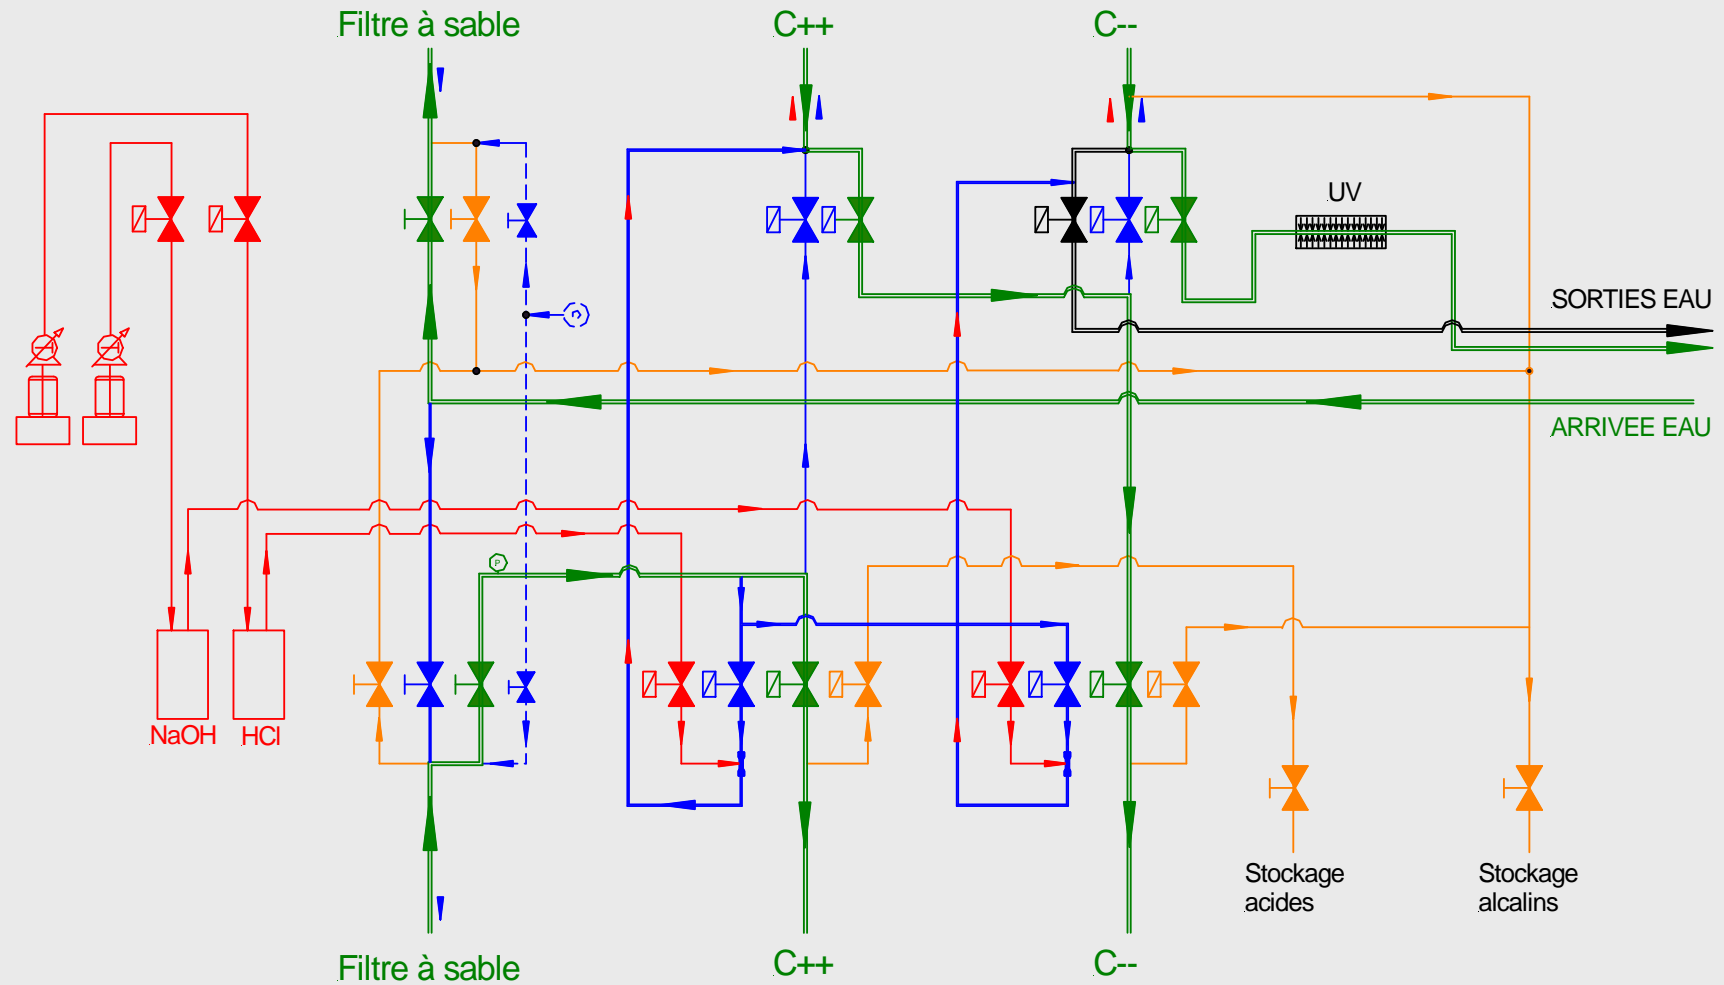 Filtre à sable
C++
C--
UV
SORTIES EAU
ARRIVEE EAU
P
NaOH
HCl
Stockage
acides
Stockage
alcalins
Filtre à sable
C++
C--